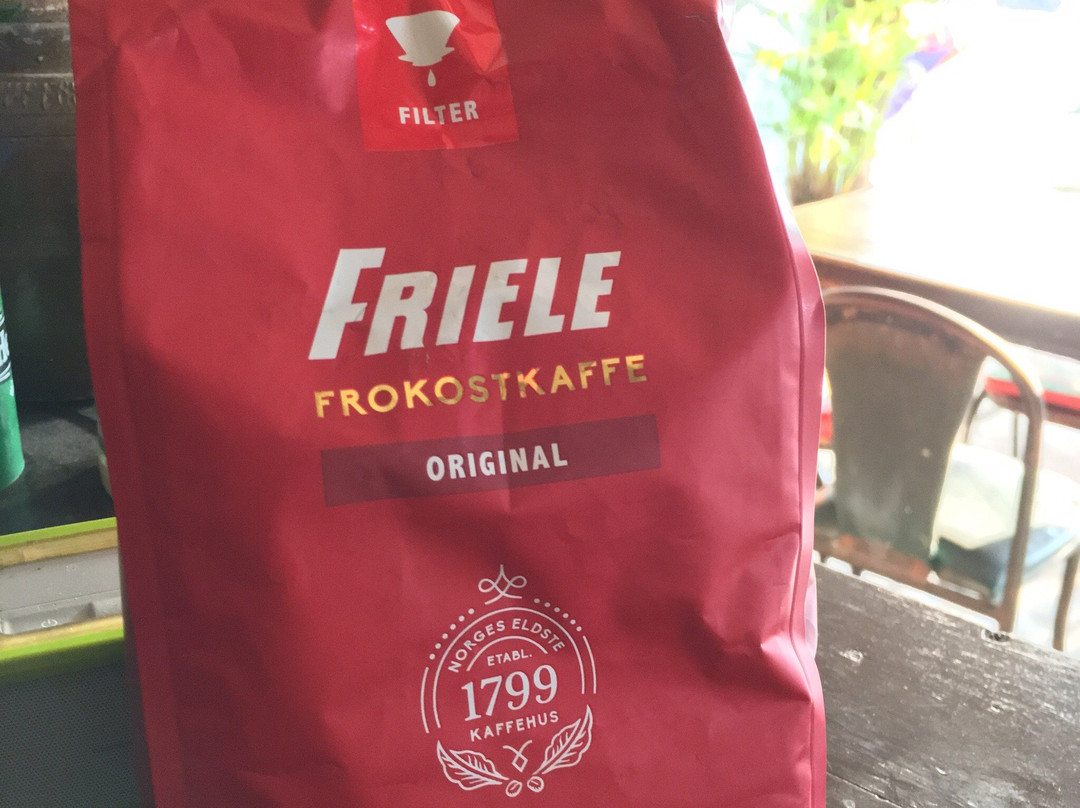 FILTER
FRIELE
FROKOSTKAFFE
ORIGINAL
NORGES ELDSTE
ETABL.
1799
KAFFEHUS